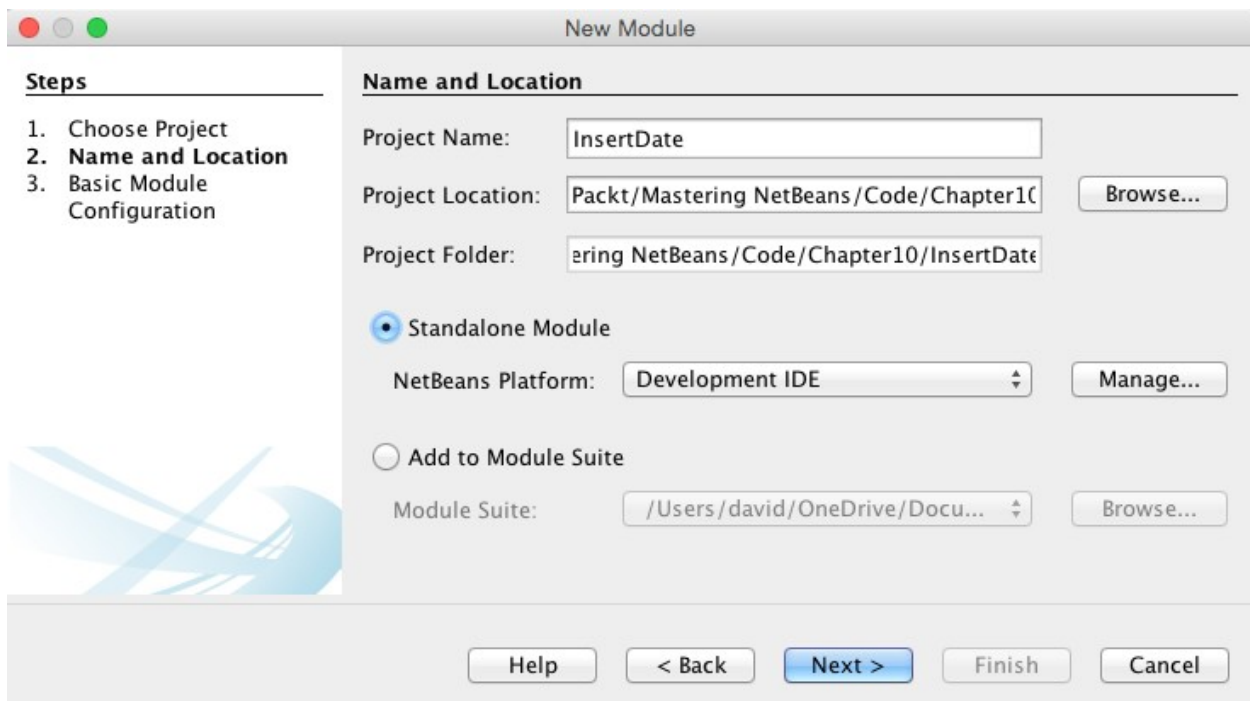 New Module
Steps
1. Choose Project
2. Name and Location
3. Basic Module
Configuration
Name and Location
Project Name: InsertDate
Project Location: Packt/Mastering NetBeans/Code/Chapter10 Browse...
Project Folder: ering NetBeans/Code/Chapter10/InsertDate
Standalone Module
NetBeans Platform: Development IDE Manage...
Add to Module Suite
Module Suite: /Users/david/OneDrive/Docu... Browse...
Help < Back Next > Finish Cancel